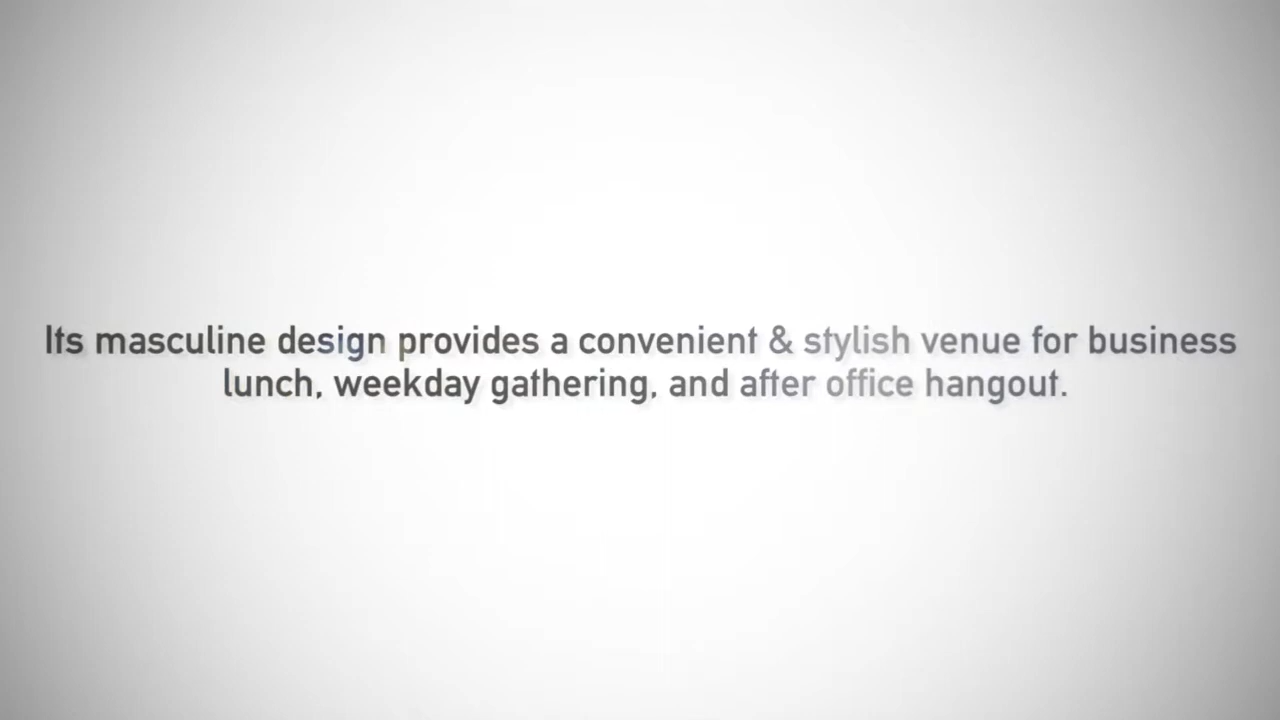 Its masculine design provides a convenient & stylish venue for business
lunch, weekday gathering, and after office hangout.